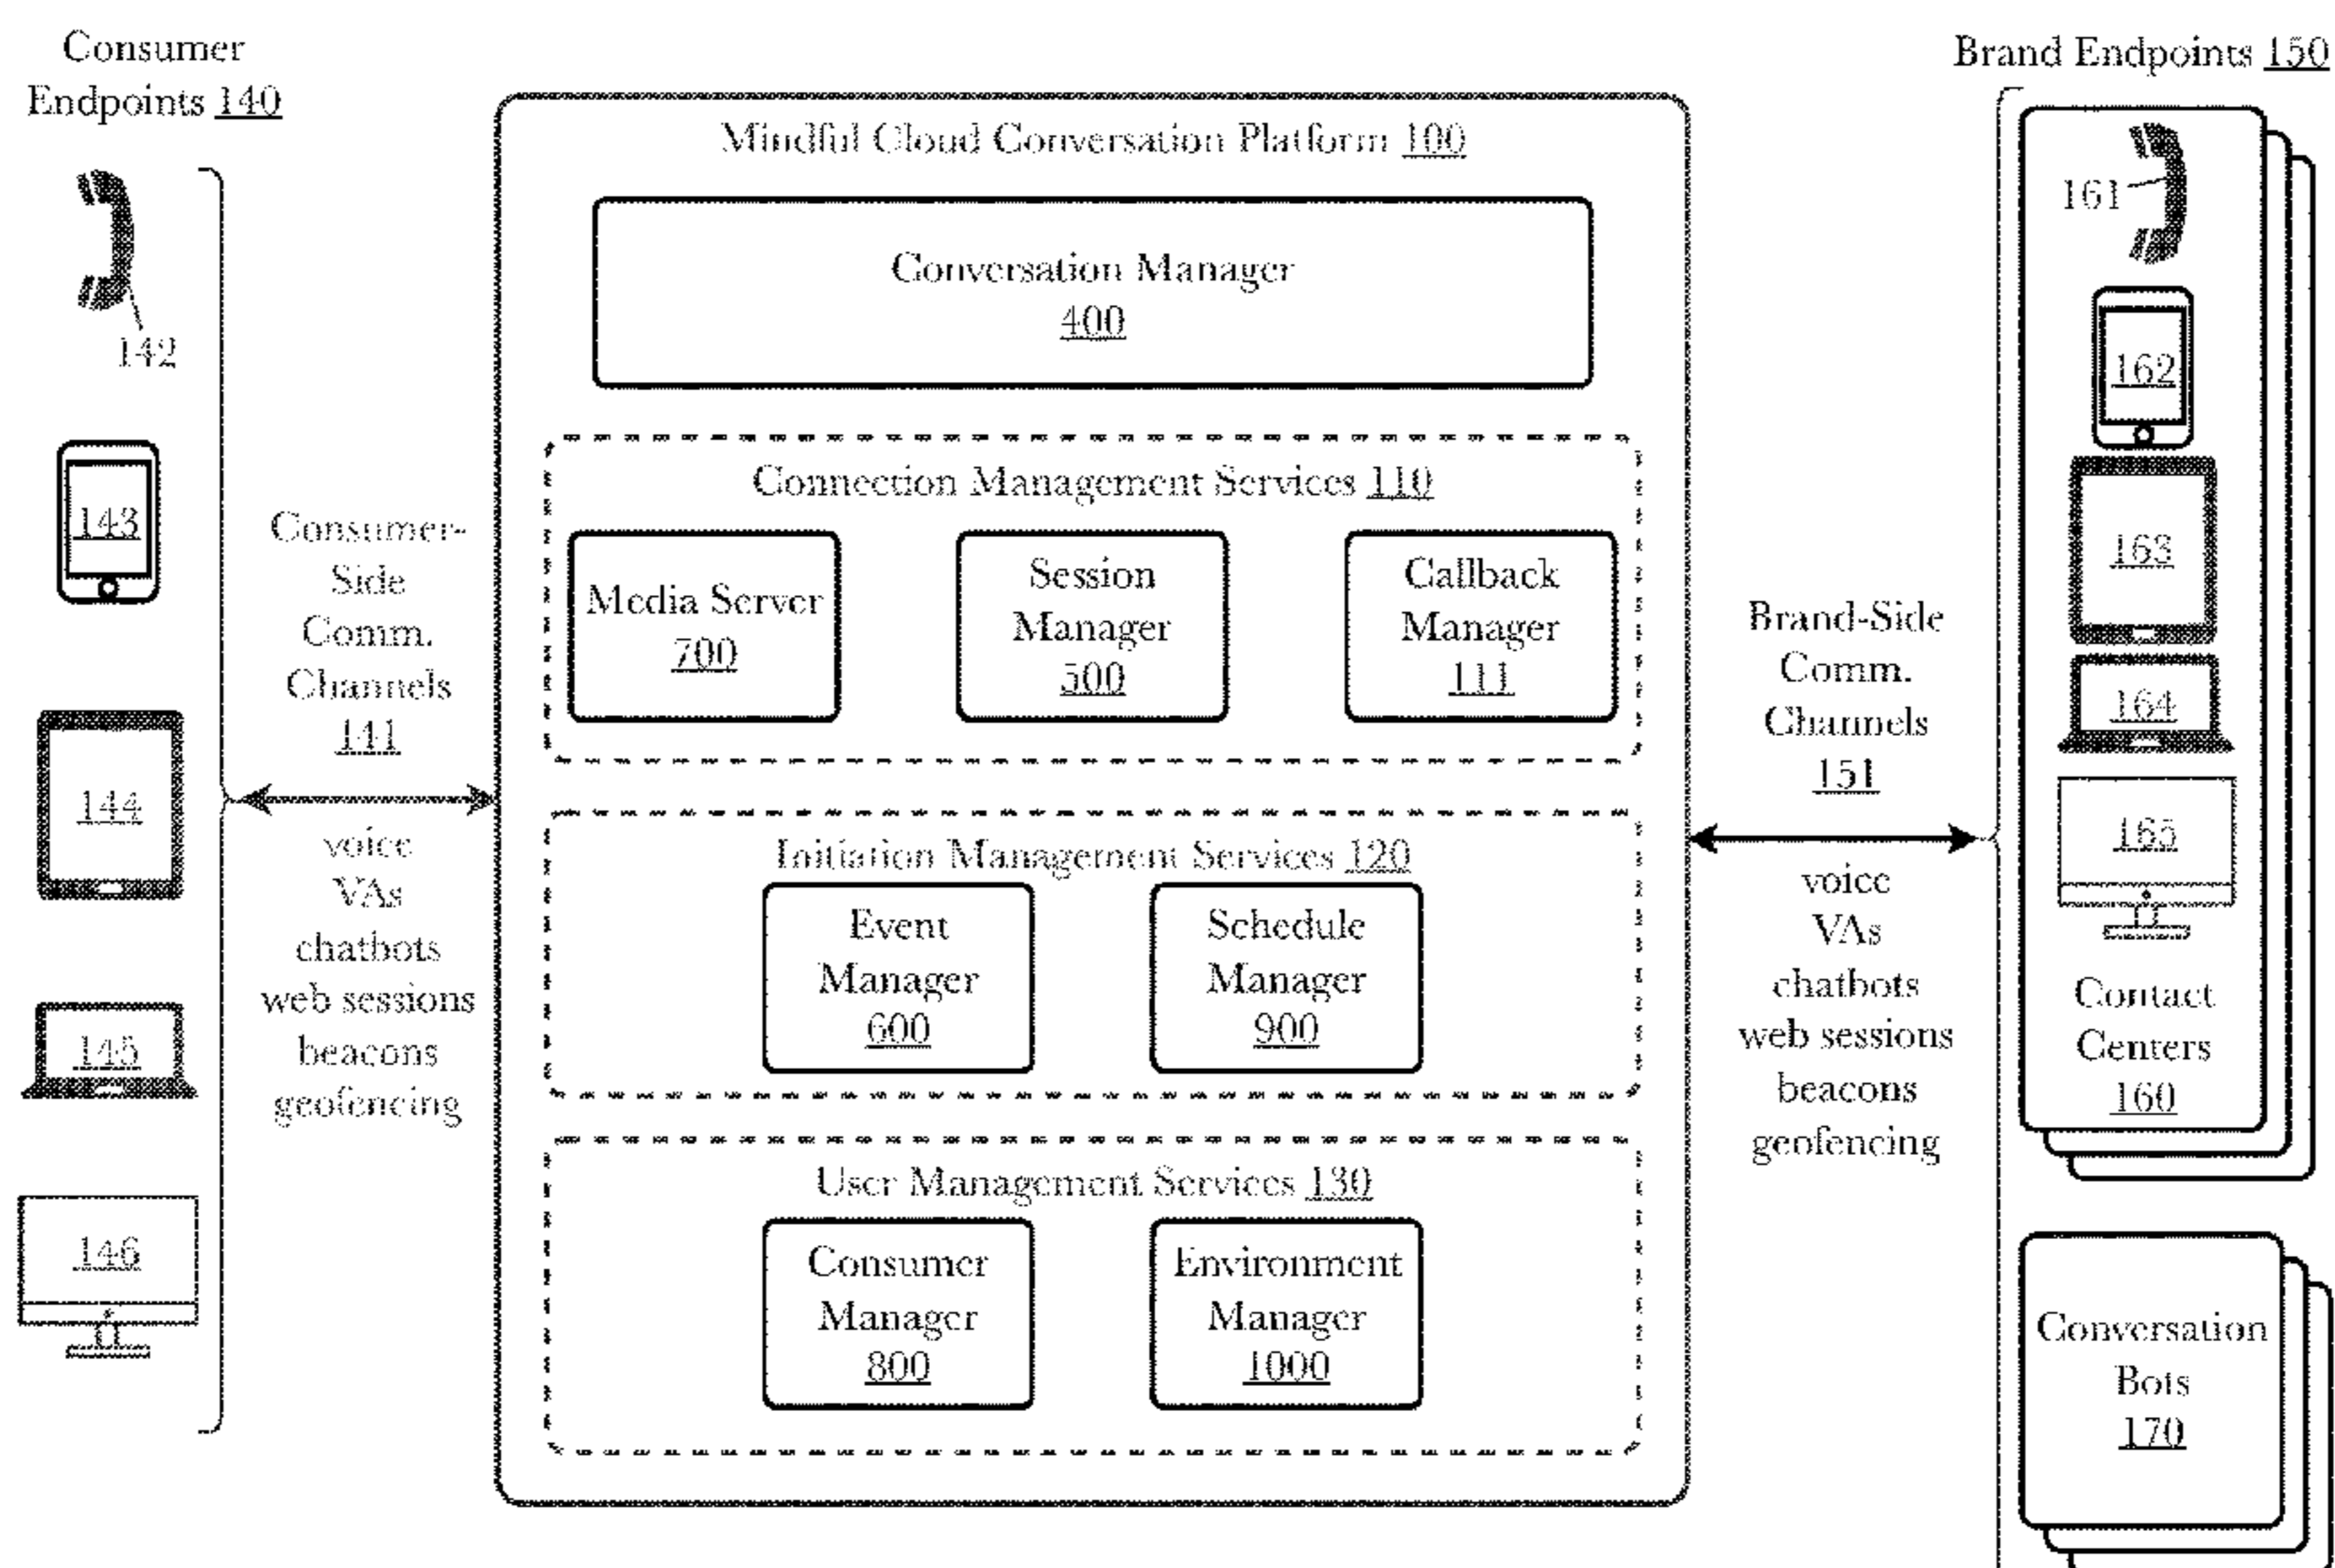 Consumer
Endpoints 140
142
143
144
145
146
Consumer-
Side
Comm.
Channels
141
voice
VAs
chatbots
web sessions
beacons
geofencing
Mindful Cloud Conversation Platform 100
Conversation Manager
400
Connection Management Services 110
Media Server
700
Session
Manager
500
Callback
Manager
111
Initiation Management Services 120
Event
Manager
600
Schedule
Manager
900
User Management Services 130
Consumer
Manager
800
Environment
Manager
1000
Brand-Side
Comm.
Channels
151
voice
VAs
chatbots
web sessions
beacons
geofencing
Brand Endpoints 150
161
162
163
164
165
Contact
Centers
160
Conversation
Bots
170